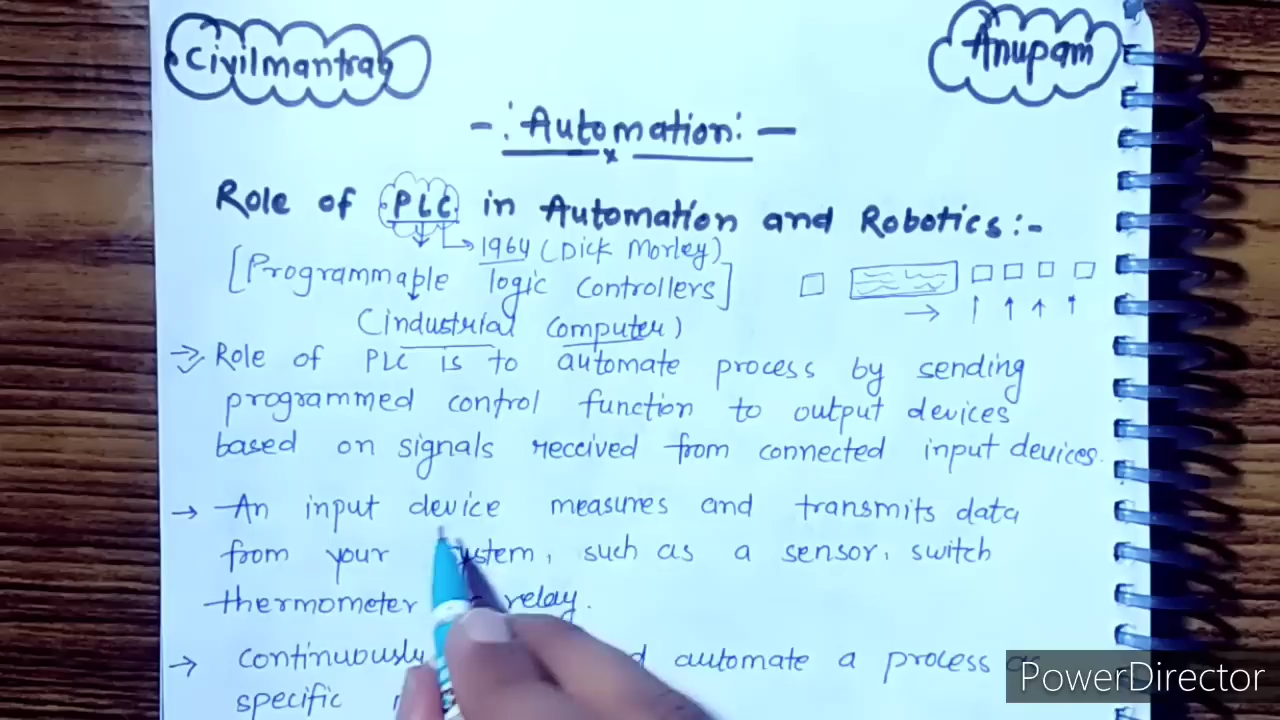 Civilmantra
Anupam
-:Automation:-
Role of PLC in Automation and Robotics:-
1964 (Dick Morley)
[Programmable logic controllers]
(industrial computer)
→ Role of PLC is to automate process by sending
programmed control function to output devices
based on signals received from connected input devices.
→ An input device measures and transmits data
from your system, such as a sensor, switch
thermometer relay.
→ continuously automate a process
specific
PowerDirector